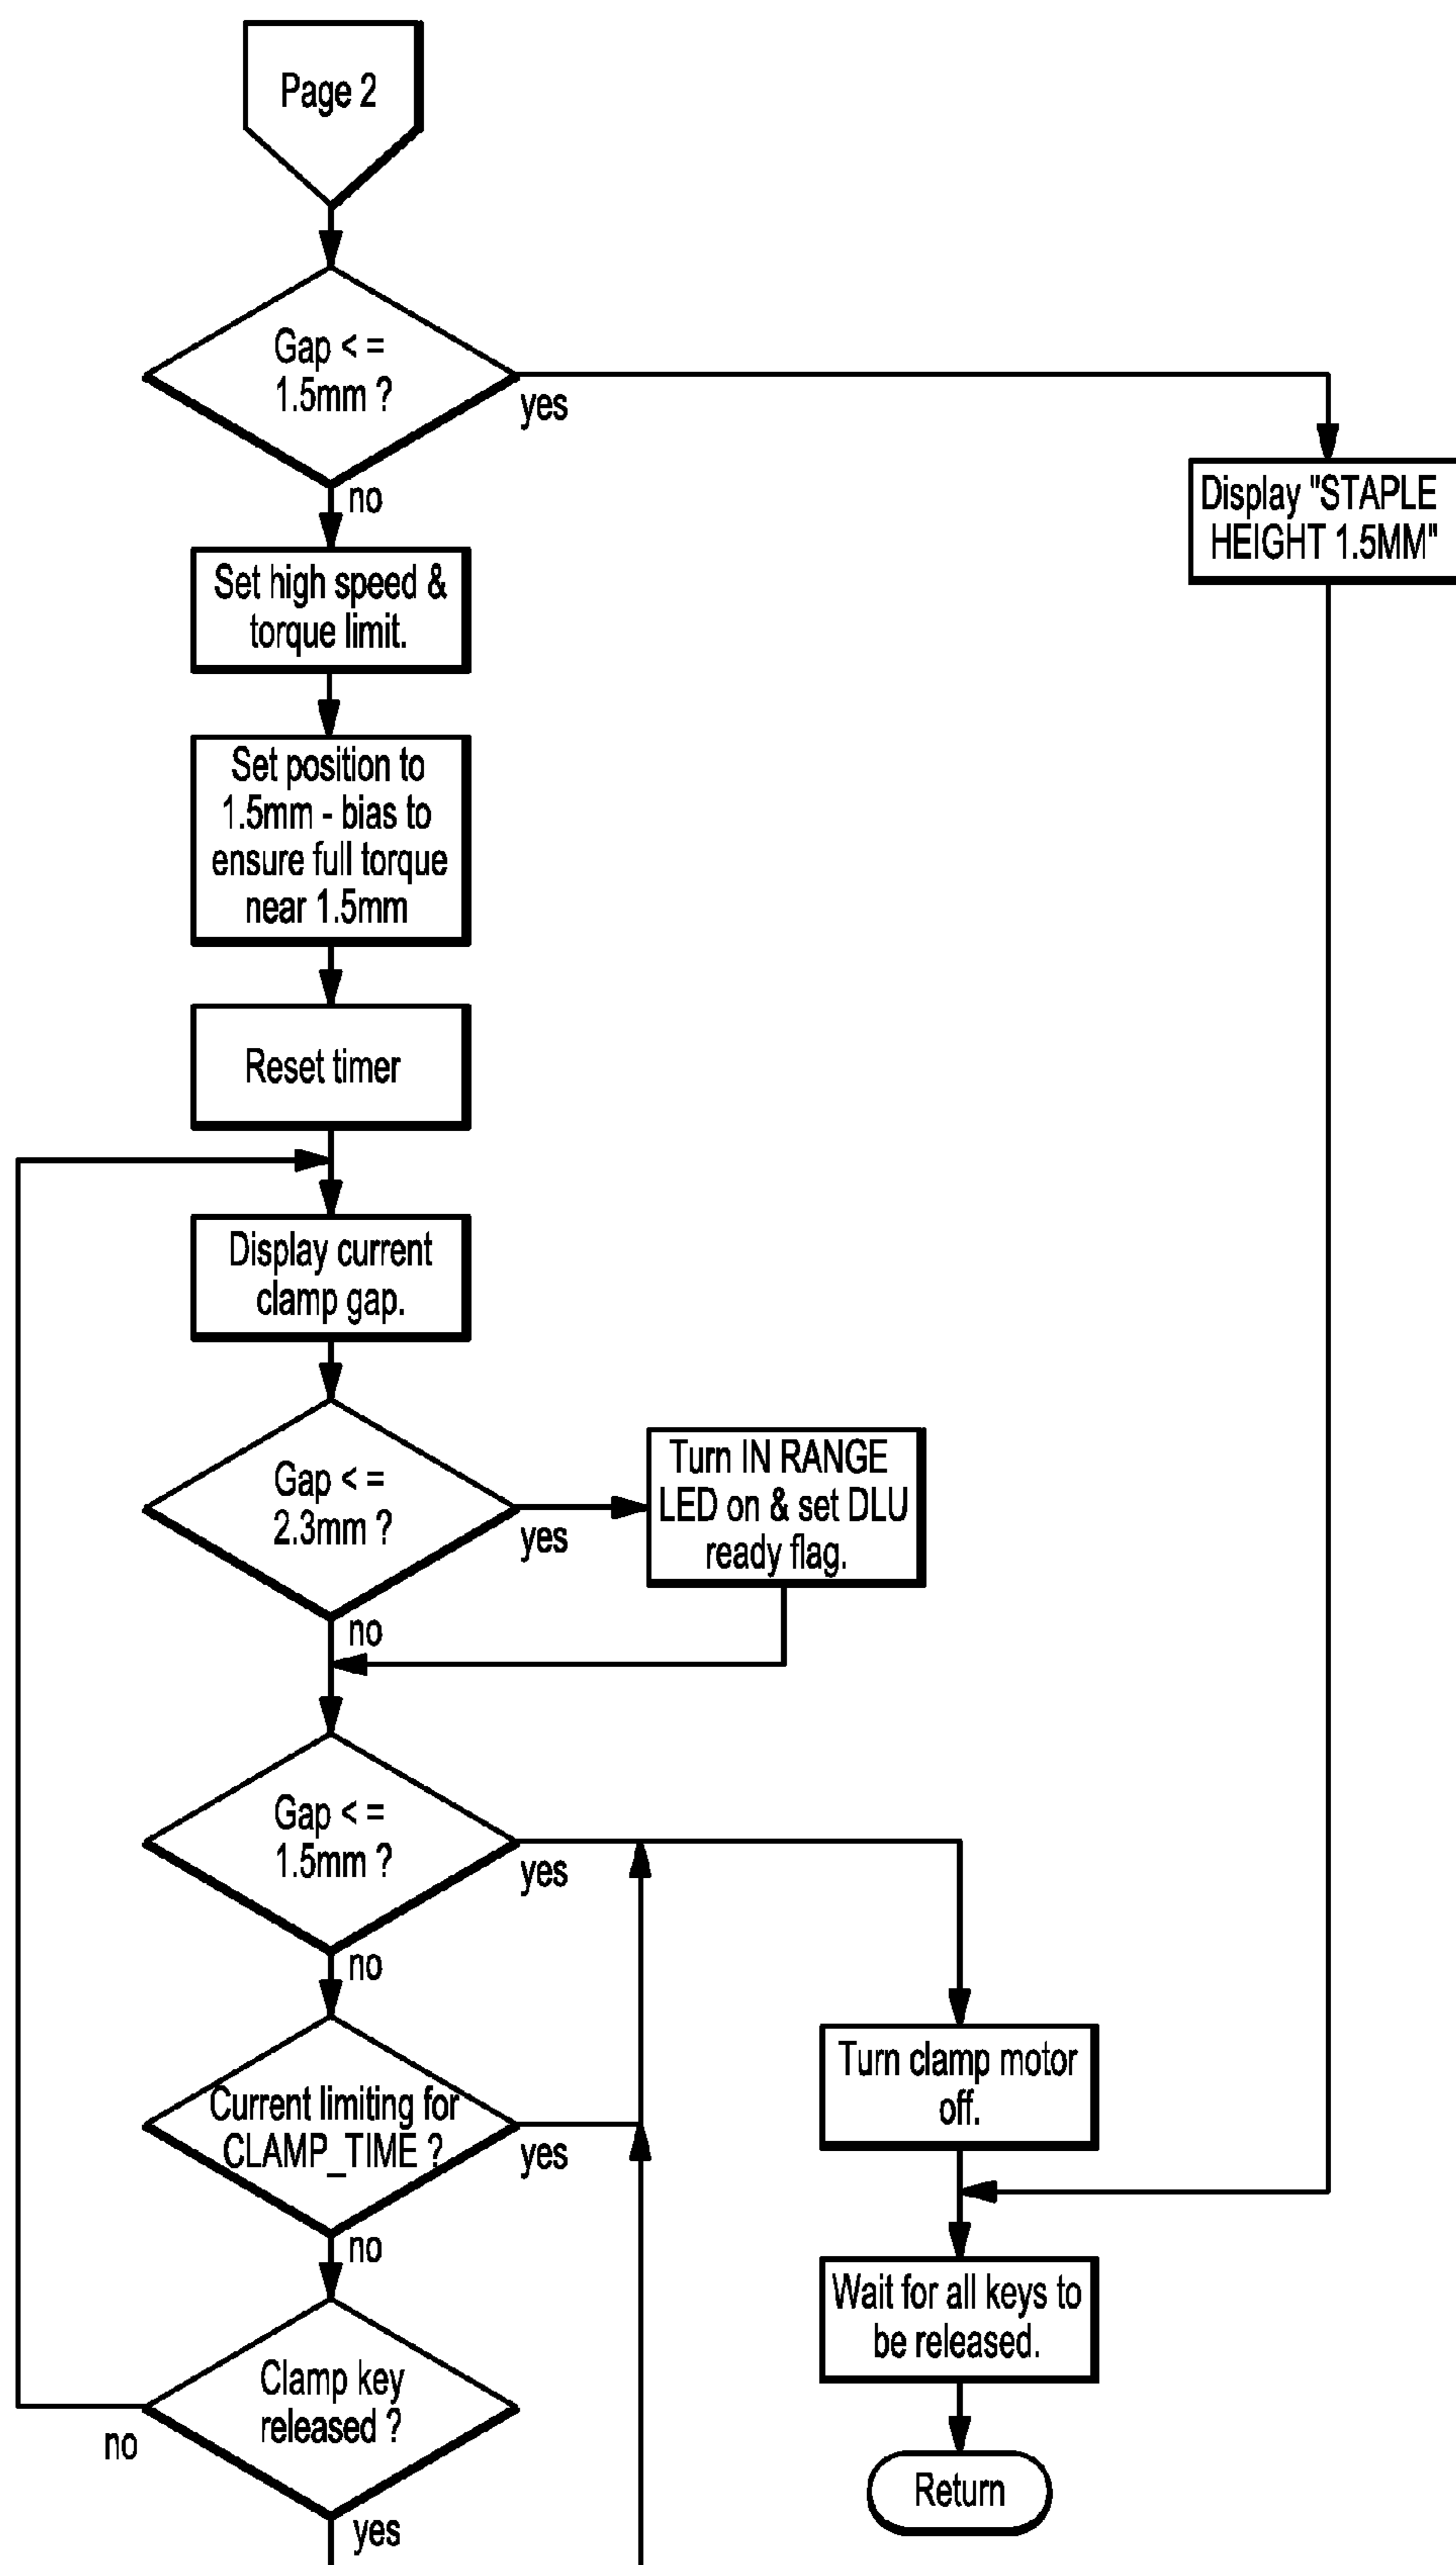 Page 2
Gap < =
1.5mm ?
yes
no
Display "STAPLE
HEIGHT 1.5MM"
Set high speed &
torque limit.
Set position to
1.5mm - bias to
ensure full torque
near 1.5mm
Reset timer
Display current
clamp gap.
Gap < =
2.3mm ?
yes
no
Turn IN RANGE
LED on & set DLU
ready flag.
Gap < =
1.5mm ?
yes
no
Current limiting for
CLAMP_TIME ?
yes
no
Clamp key
released ?
no
yes
Turn clamp motor
off.
Wait for all keys to
be released.
Return